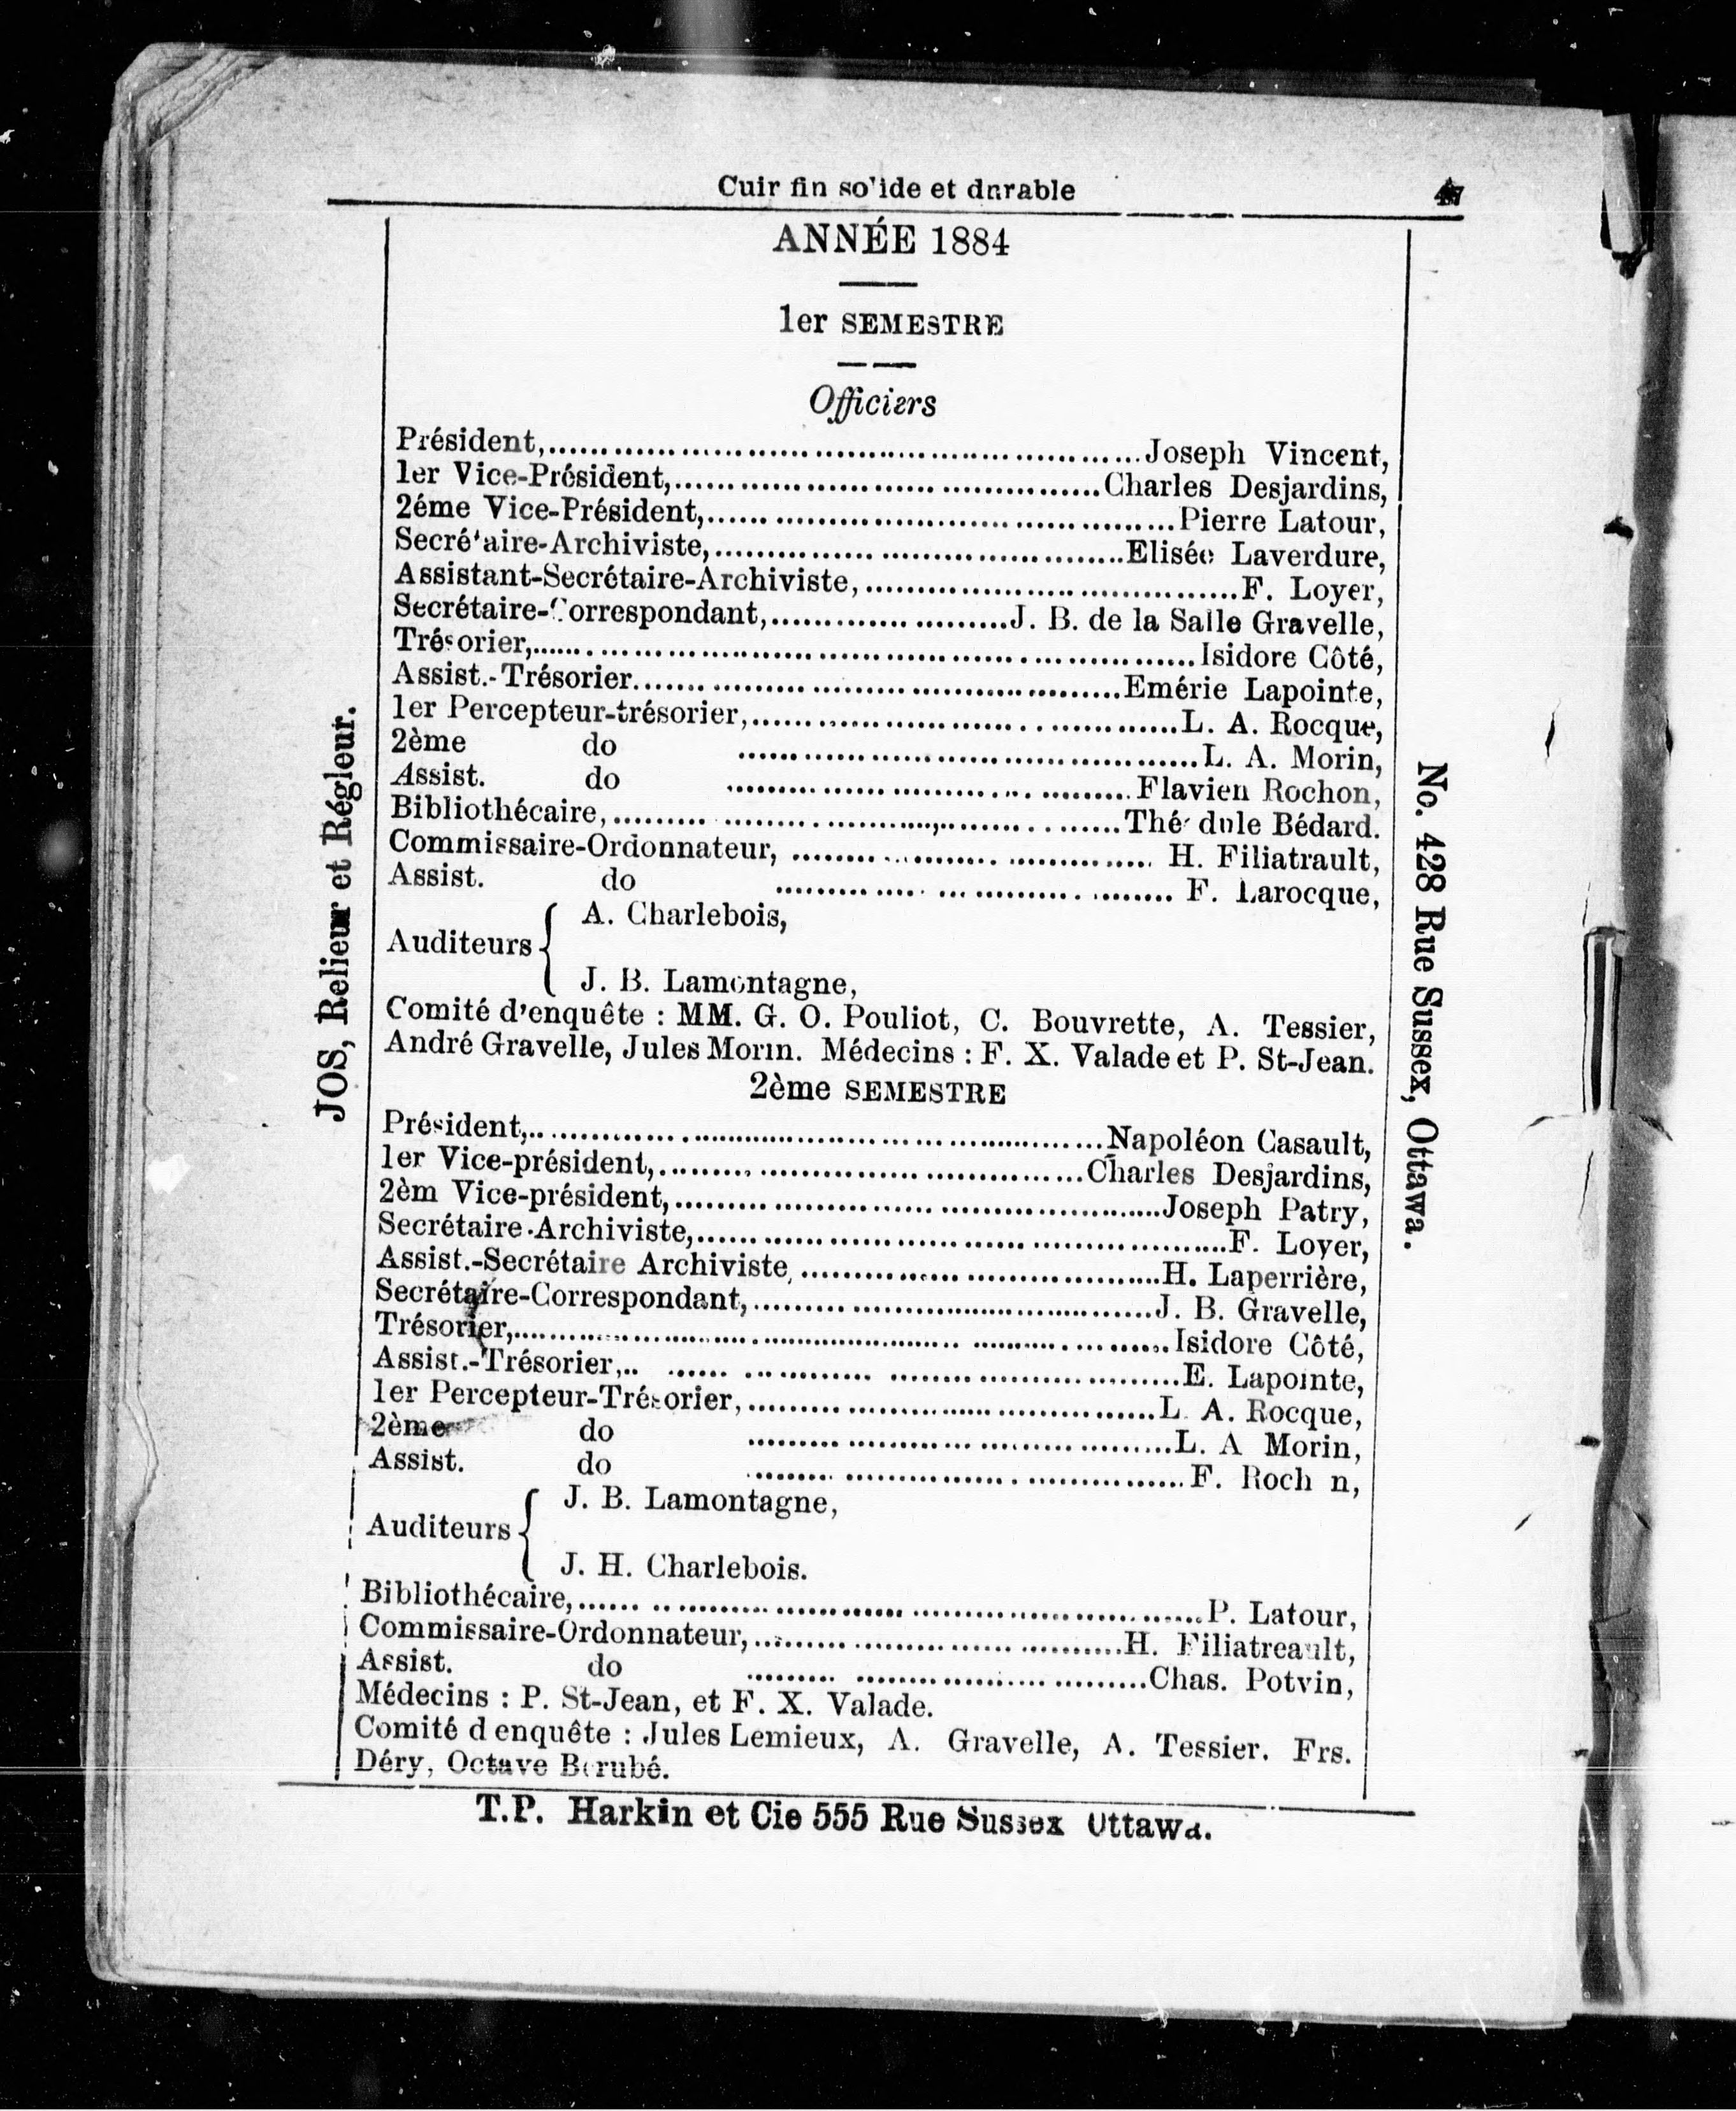 Cuir fin so'ide et dnrable 47
ANNÉE 1884
1er SEMESTRE
Officiers
Président,.......... Joseph Vincent,
1er Vice-Président,.......... Charles Desjardins,
2éme Vice-Président,.......... Pierre Latour,
Secré'aire-Archiviste,.......... Elisée Laverdure,
Assistant-Secrétaire-Archiviste,.......... F. Loyer,
Secrétaire-Correspondant,.......... J. B. de la Salle Gravelle,
Trésorier,.......... Isidore Côté,
Assist.-Trésorier.......... Emérie Lapointe,
1er Percepteur-trésorier,.......... L. A. Rocque,
2ème do .......... L. A. Morin,
Assist. do .......... Flavien Rochon,
Bibliothécaire,.......... Thé dule Bédard.
Commissaire-Ordonnateur,.......... H. Filiatrault,
Assist. do .......... F. Larocque,
A. Charlebois,
Auditeurs {
J. B. Lamontagne,
Comité d'enquête : MM. G. O. Pouliot, C. Bouvrette, A. Tessier,
André Gravelle, Jules Morin. Médecins : F. X. Valade et P. St-Jean.
2ème SEMESTRE
Président,.......... Napoléon Casault,
1er Vice-président,.......... Charles Desjardins,
2èm Vice-président,.......... Joseph Patry,
Secrétaire-Archiviste,.......... F. Loyer,
Assist.-Secrétaire Archiviste,.......... H. Laperrière,
Secrétaire-Correspondant,.......... J. B. Gravelle,
Trésorier,.......... Isidore Côté,
Assist.-Trésorier,.......... E. Lapointe,
1er Percepteur-Trésorier,.......... L. A. Rocque,
2ème do .......... L. A Morin,
Assist. do .......... F. Roch n,
J. B. Lamontagne,
Auditeurs {
J. H. Charlebois.
Bibliothécaire,.......... P. Latour,
Commissaire-Ordonnateur,.......... H. Filiatreault,
Assist. do .......... Chas. Potvin,
Médecins : P. St-Jean, et F. X. Valade.
Comité d enquête : Jules Lemieux, A. Gravelle, A. Tessier. Frs.
Déry, Octave Berubé.
T.P. Harkin et Cie 555 Rue Sussex Ottawa.
JOS, Relieur et Régleur.
No. 428 Rue Sussex, Ottawa.